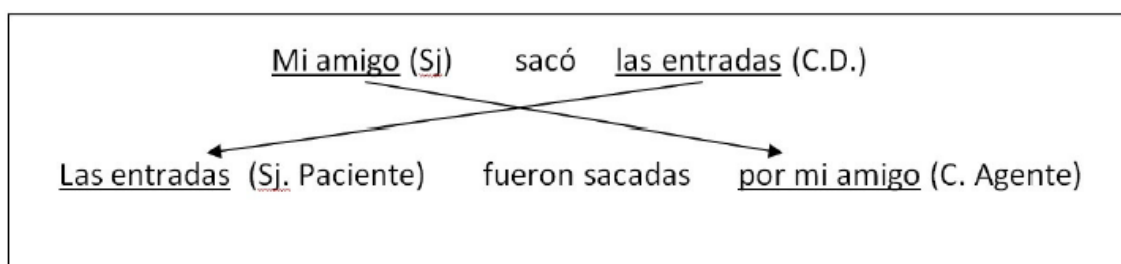 Mi amigo (Sj) sacó las entradas (C.D.)
Las entradas (Sj. Paciente) fueron sacadas por mi amigo (C. Agente)